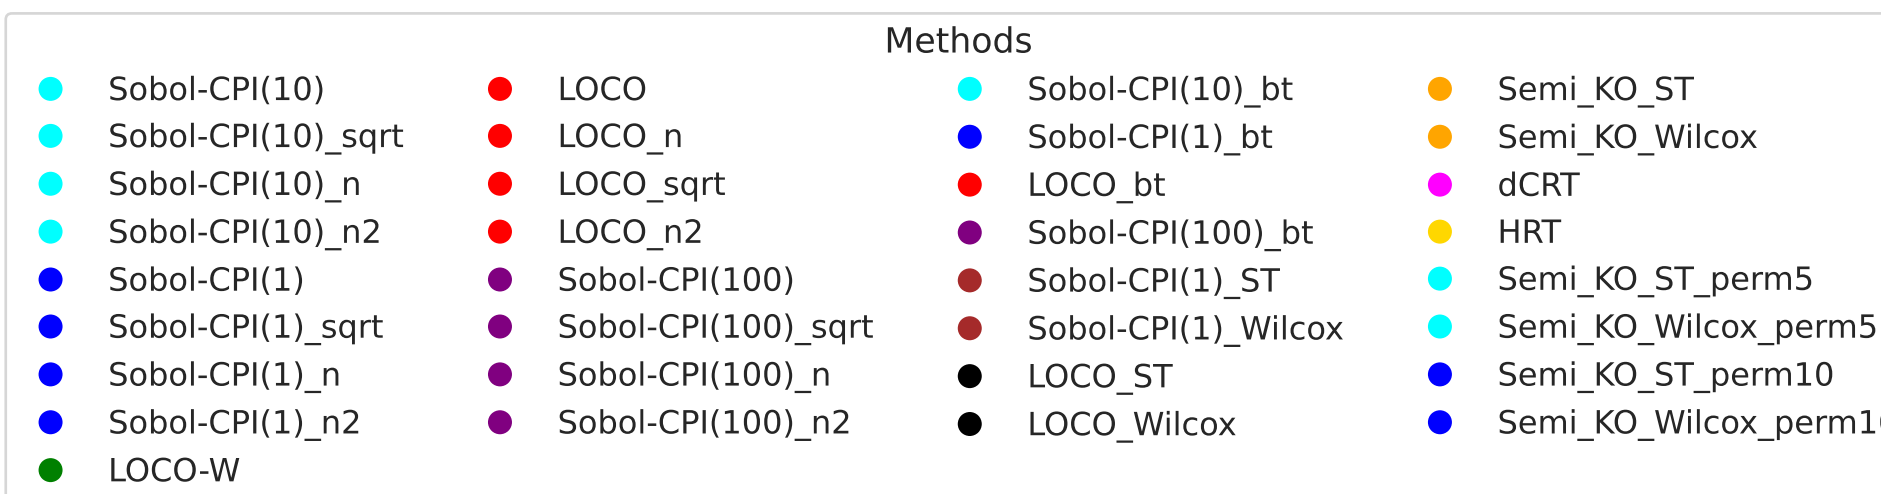 Methods
Sobol-CPI(10)
Sobol-CPI(10)_sqrt
Sobol-CPI(10)_n
Sobol-CPI(10)_n2
Sobol-CPI(1)
Sobol-CPI(1)_sqrt
Sobol-CPI(1)_n
Sobol-CPI(1)_n2
LOCO-W
LOCO
LOCO_n
LOCO_sqrt
LOCO_n2
Sobol-CPI(100)
Sobol-CPI(100)_sqrt
Sobol-CPI(100)_n
Sobol-CPI(100)_n2
Sobol-CPI(10)_bt
Sobol-CPI(1)_bt
LOCO_bt
Sobol-CPI(100)_bt
Sobol-CPI(1)_ST
Sobol-CPI(1)_Wilcox
LOCO_ST
LOCO_Wilcox
Semi_KO_ST
Semi_KO_Wilcox
dCRT
HRT
Semi_KO_ST_perm5
Semi_KO_Wilcox_perm5
Semi_KO_ST_perm10
Semi_KO_Wilcox_perm10